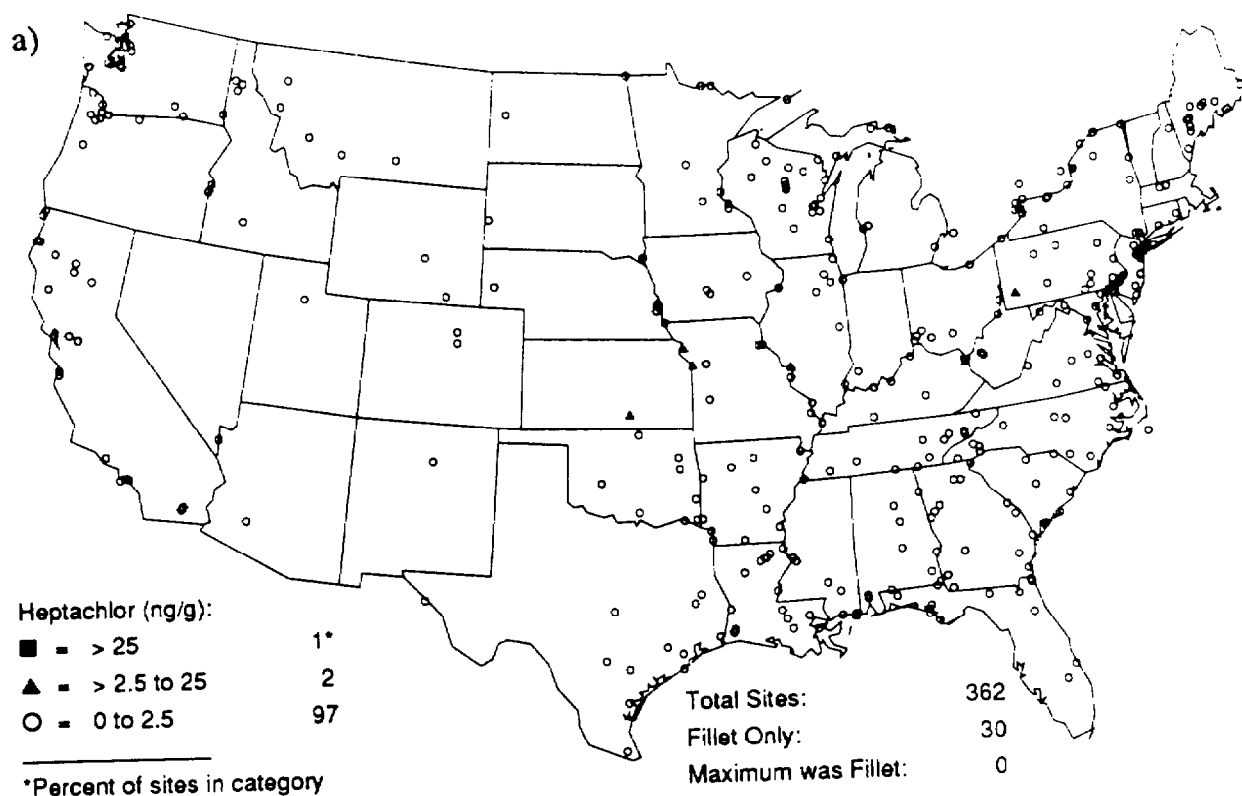 a)
Heptachlor (ng/g):
■ = > 25 1*
▲ = > 2.5 to 25 2
○ = 0 to 2.5 97
*Percent of sites in category
Total Sites: 362
Fillet Only: 30
Maximum was Fillet: 0